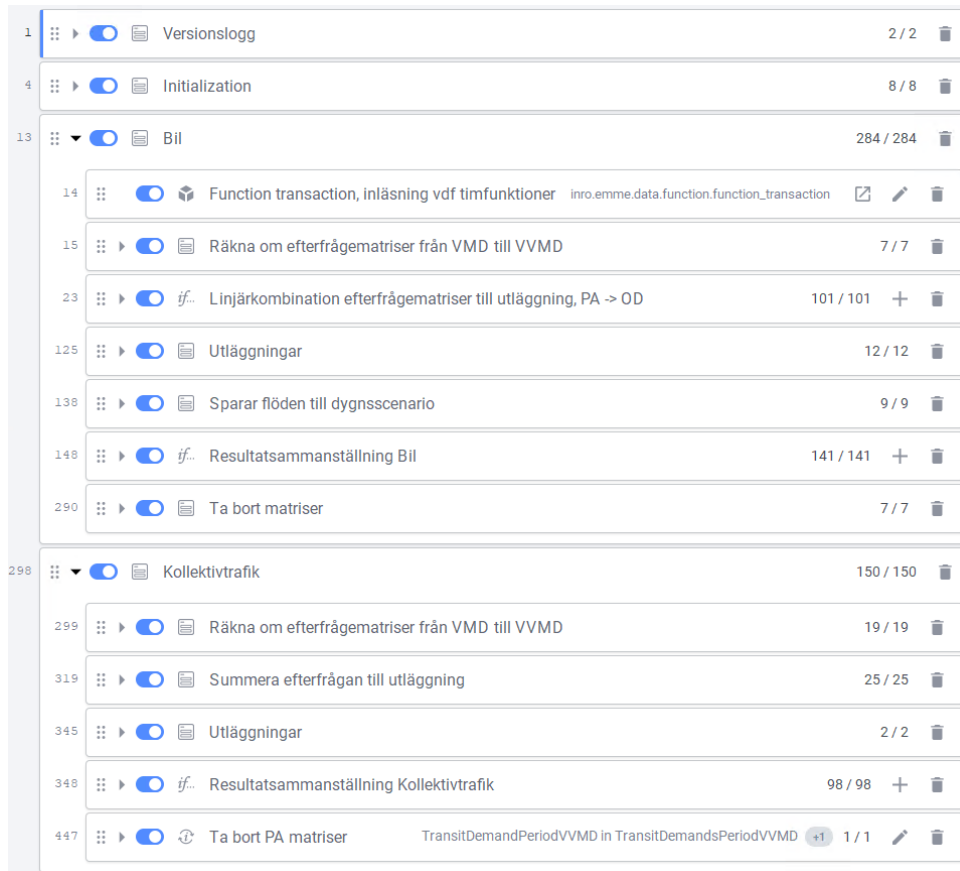 1 Versionslogg 2 / 2
4 Initialization 8 / 8
13 Bil 284 / 284
14 Function transaction, inläsning vdf timfunktioner inro.emme.data.function.function_transaction
15 Räkna om efterfrågematriser från VMD till VVMD 7 / 7
23 if... Linjärkombination efterfrågematriser till utläggning, PA -> OD 101 / 101 +
125 Utläggningar 12 / 12
138 Sparar flöden till dygnsscenario 9 / 9
148 if... Resultatsammanställning Bil 141 / 141 +
290 Ta bort matriser 7 / 7
298 Kollektivtrafik 150 / 150
299 Räkna om efterfrågematriser från VMD till VVMD 19 / 19
319 Summera efterfrågan till utläggning 25 / 25
345 Utläggningar 2 / 2
348 if... Resultatsammanställning Kollektivtrafik 98 / 98 +
447 Ta bort PA matriser TransitDemandPeriodVVMD in TransitDemandsPeriodVVMD +1 1 / 1